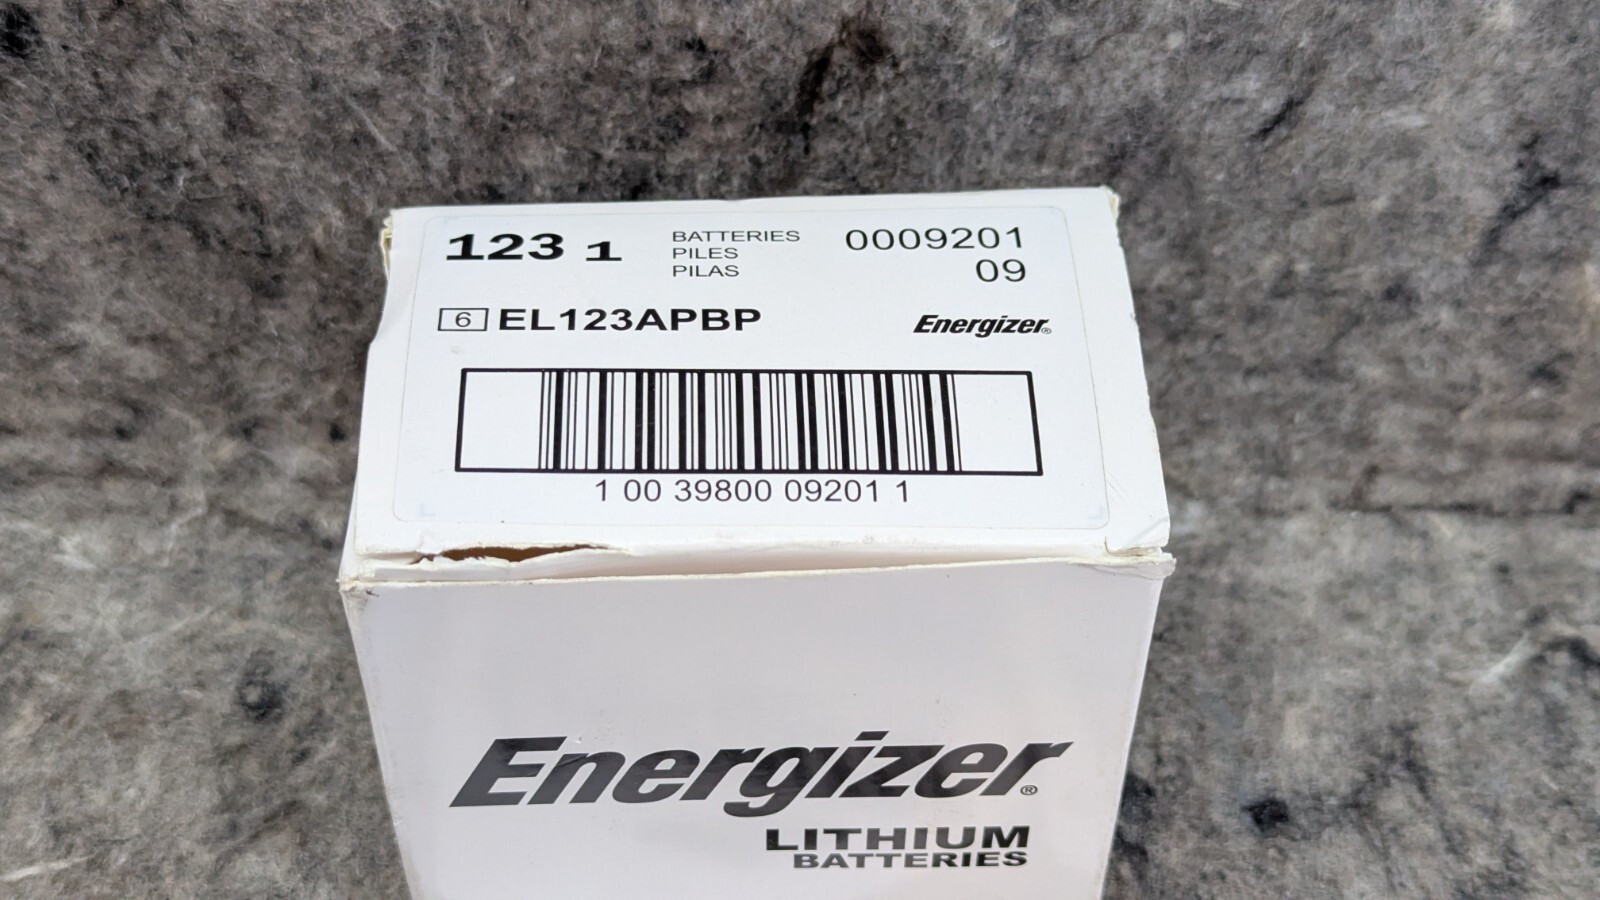 123 1 BATTERIES 0009201
PILES
PILAS 09
6 EL123APBP Energizer®
1 00 39800 09201 1
Energizer®
LITHIUM
BATTERIES